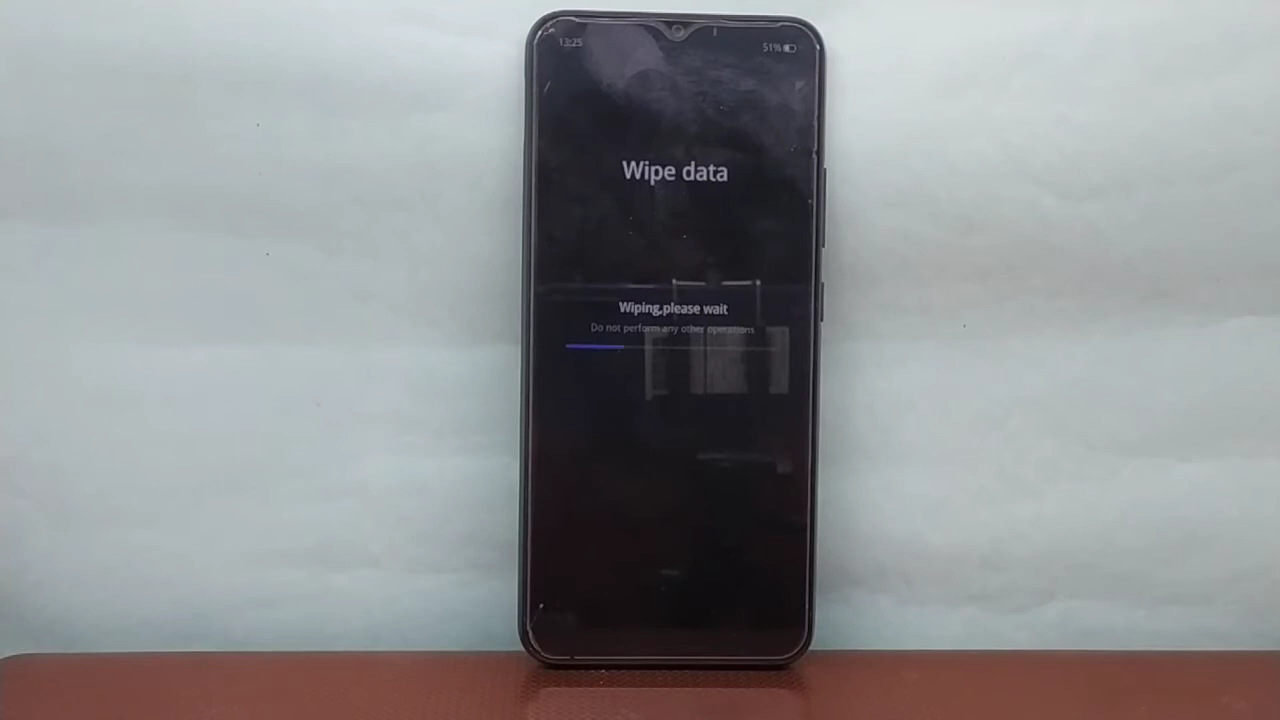 13:25
51%
Wipe data
Wiping,please wait
Do not perform any other operations